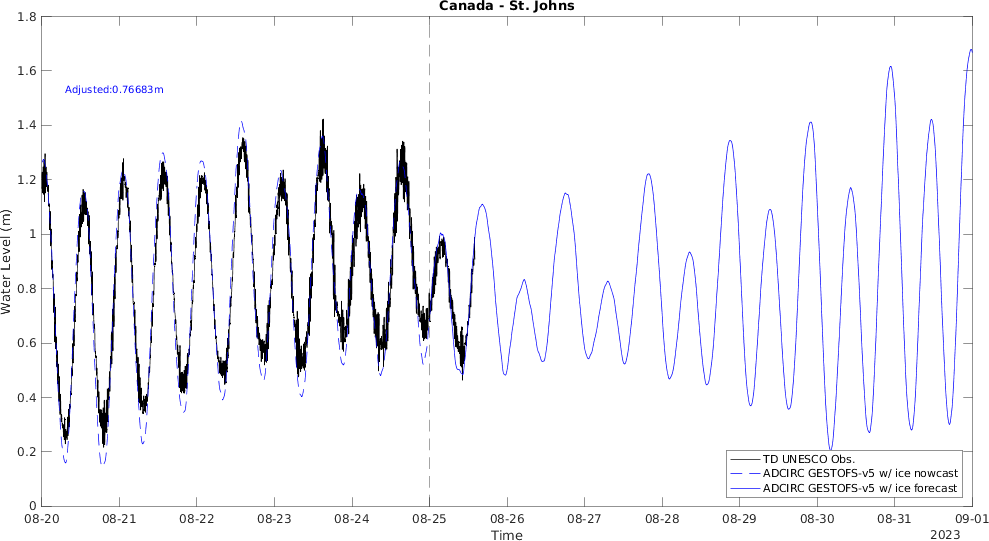 Canada - St. Johns
1.8
1.6
1.4
1.2
1
0.8
0.6
0.4
0.2
0
Water Level (m)
Adjusted:0.76683m
TD UNESCO Obs.
ADCIRC GESTOFS-v5 w/ ice nowcast
ADCIRC GESTOFS-v5 w/ ice forecast
08-20 08-21 08-22 08-23 08-24 08-25 08-26 08-27 08-28 08-29 08-30 08-31 09-01
Time
2023